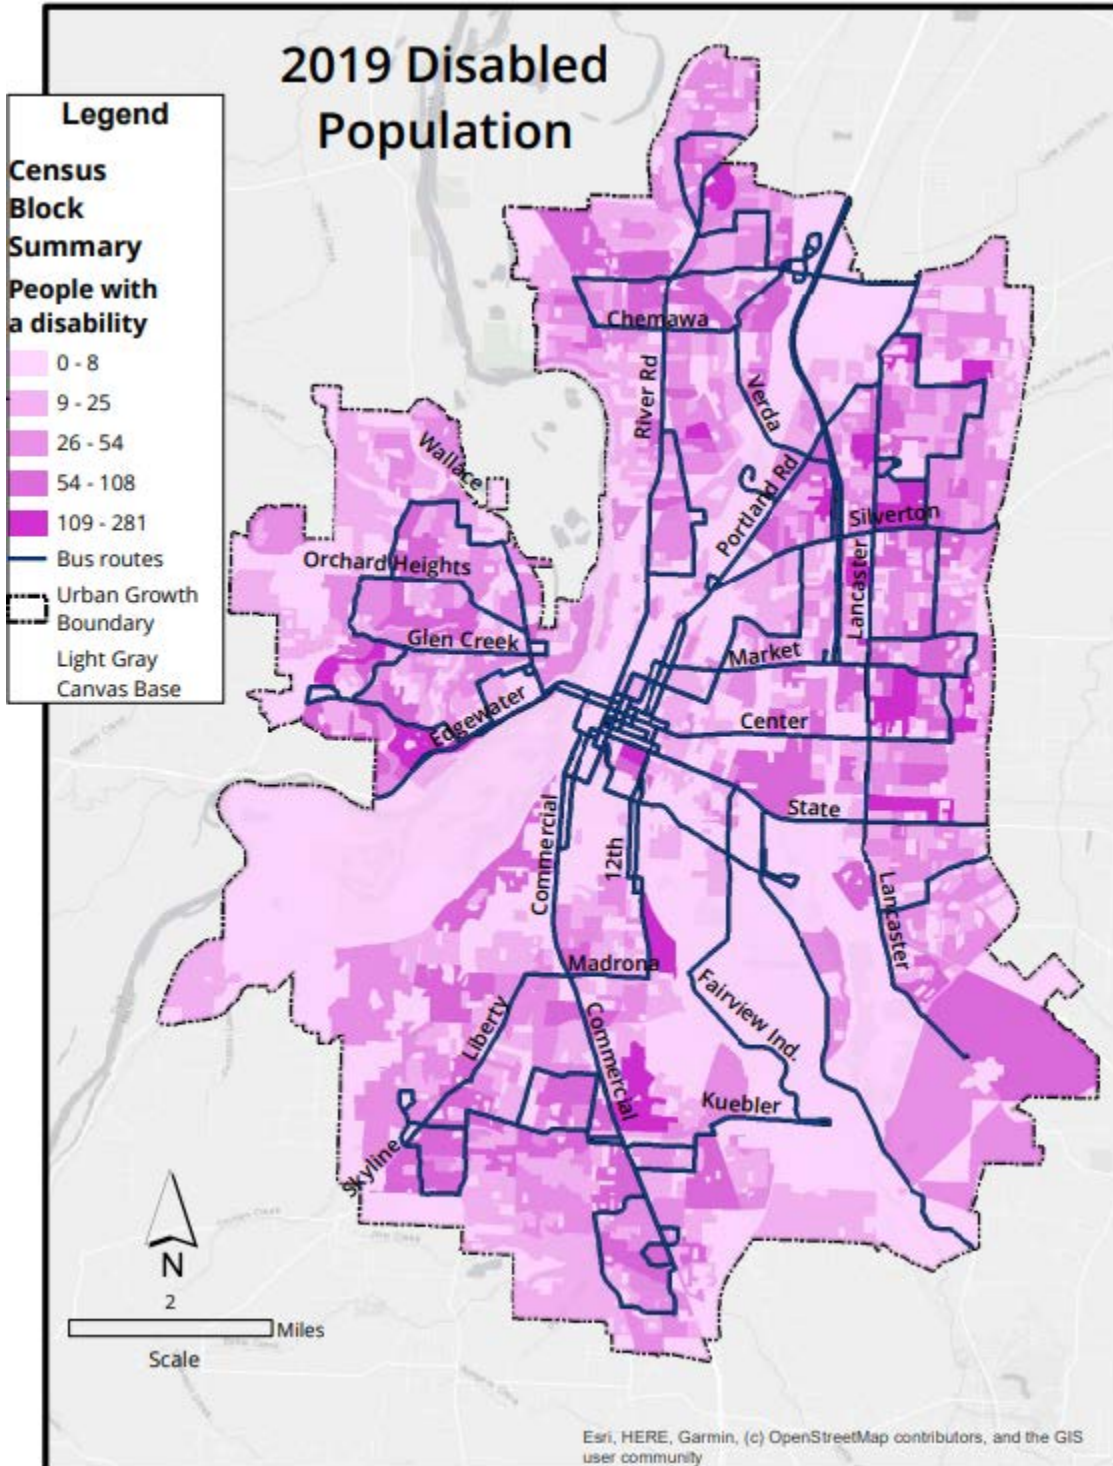 2019 Disabled
Population
Legend
Census
Block
Summary
People with
a disability
0 - 8
9 - 25
26 - 54
54 - 108
109 - 281
Bus routes
Urban Growth
Boundary
Light Gray
Canvas Base
Chemawa
River Rd
Verda
Portland Rd
Wallace
Silverton
Lancaster
Orchard Heights
Glen Creek
Market
Edgewater
Center
Commercial
12th
State
Lancaster
Madrona
Fairview Ind.
Liberty
Commercial
Kuebler
Skyline
N
2
Miles
Scale
Esri, HERE, Garmin, (c) OpenStreetMap contributors, and the GIS
user community